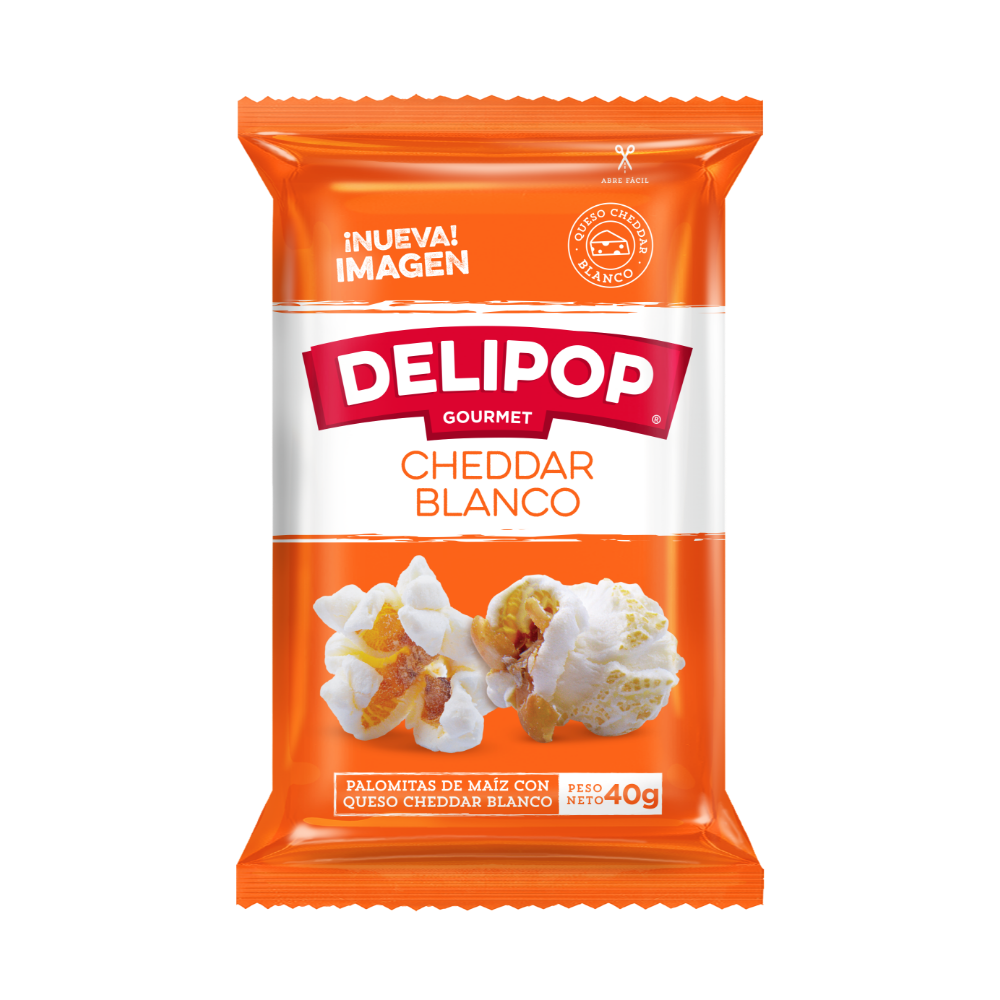 ABRE FÁCIL
¡NUEVA!
IMAGEN
QUESO CHEDDAR
BLANCO
DELIPOP
GOURMET
®
CHEDDAR
BLANCO
PALOMITAS DE MAÍZ CON
QUESO CHEDDAR BLANCO
PESO
NETO 40g